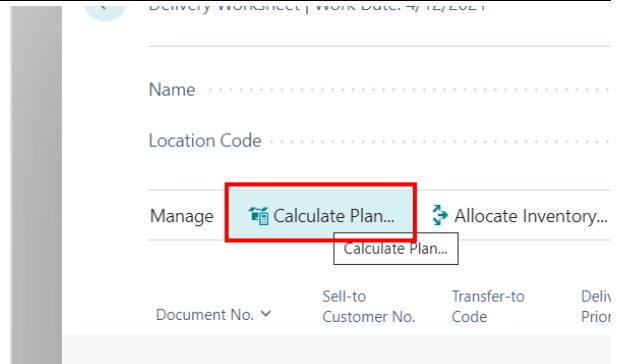 Delivery Worksheet | Work Date: 4/12/2021
Name
Location Code
Manage Calculate Plan... Allocate Inventory...
Calculate Plan...
Document No. Sell-to Customer No. Transfer-to Code